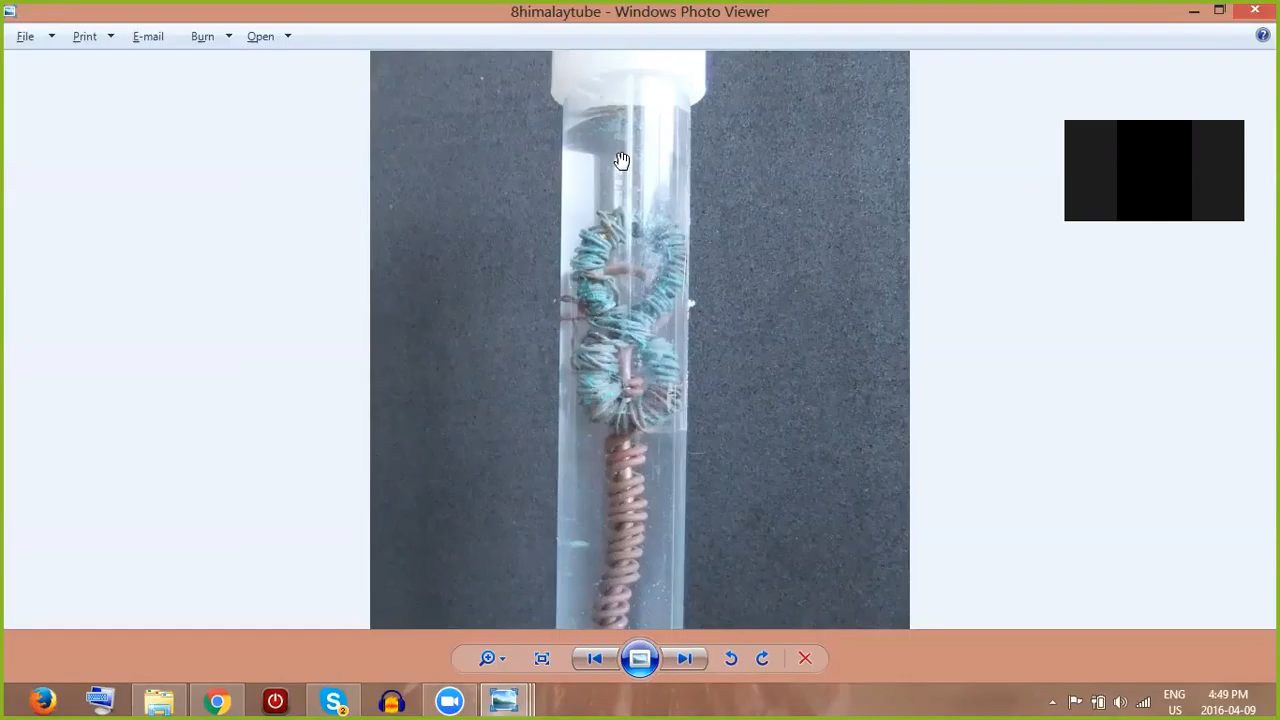 8himalaytube - Windows Photo Viewer
File Print E-mail Burn Open
ENG 4:49 PM
US 2016-04-09